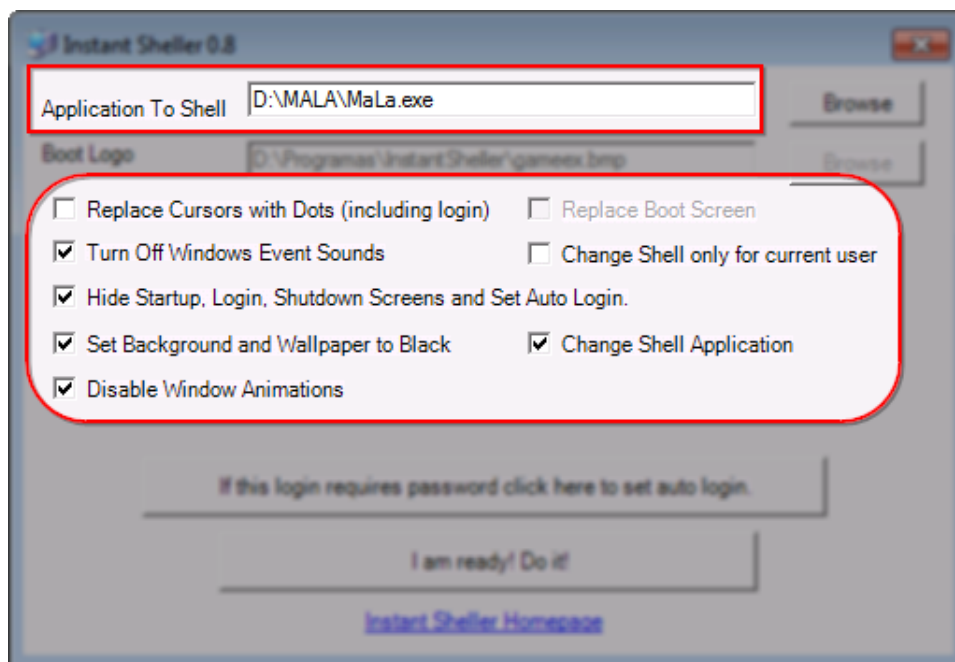 Instant Sheller 0.8
Application To Shell D:\MALA\MaLa.exe Browse
Boot Logo D:\Programas\InstantSheller\gameex.bmp Browse
Replace Cursors with Dots (including login) Replace Boot Screen
Turn Off Windows Event Sounds Change Shell only for current user
Hide Startup, Login, Shutdown Screens and Set Auto Login.
Set Background and Wallpaper to Black Change Shell Application
Disable Window Animations
If this login requires password click here to set auto login.
I am ready! Do it!
Instant Sheller Homepage